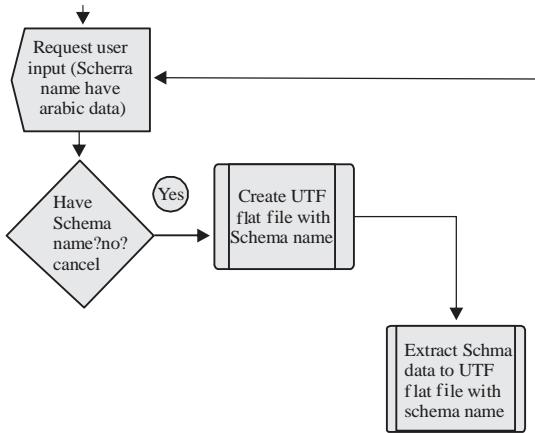 Request user
input (Scherra
name have
arabic data)
Have
Schema
name?no?
cancel
Yes
Create UTF
flat file with
Schema name
Extract Schma
data to UTF
flat file with
schema name